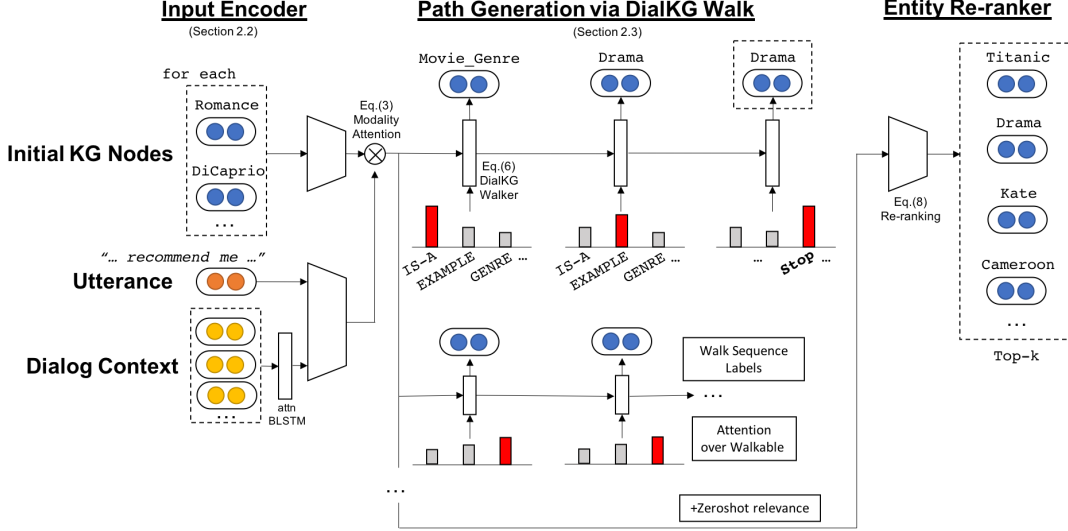 Input Encoder
(Section 2.2)
Path Generation via DialKG Walk
(Section 2.3)
Entity Re-ranker
for each
Romance
DiCaprio
...
Initial KG Nodes
Eq.(3)
Modality
Attention
Movie_Genre
Drama
Drama
Eq.(6)
DialKG
Walker
IS-A
EXAMPLE
GENRE ...
IS-A
EXAMPLE
GENRE ...
...
Stop ...
“… recommend me …”
Utterance
Dialog Context
...
attn
BLSTM
Walk Sequence
Labels
...
Attention
over Walkable
...
+Zeroshot relevance
Eq.(8)
Re-ranking
Titanic
Drama
Kate
Cameroon
...
Top-k